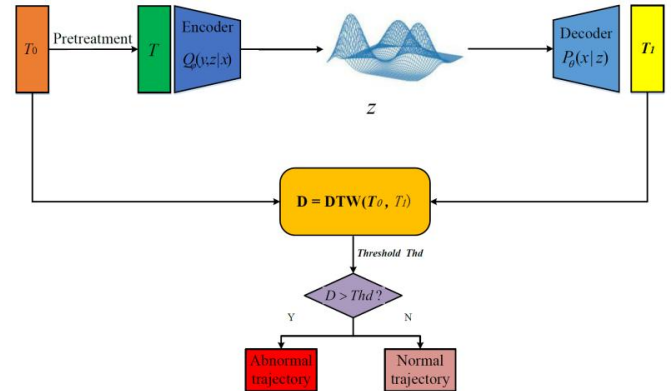 T₀
Pretreatment
T
Encoder
Qφ(y,z|x)
z
Decoder
Pθ(x|z)
T₁
D = DTW(T₀ , T₁)
Threshold Thd
D > Thd ?
Y
N
Abnormal
trajectory
Normal
trajectory